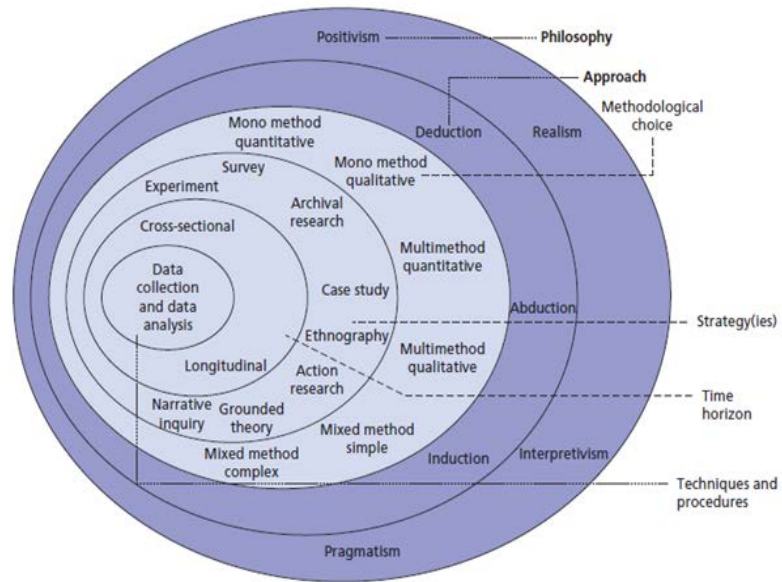 Positivism
Philosophy
Approach
Methodological
choice
Mono method
quantitative
Deduction
Realism
Survey
Mono method
qualitative
Experiment
Archival
research
Cross-sectional
Multimethod
quantitative
Data
collection
and data
analysis
Case study
Abduction
Strategy(ies)
Ethnography
Multimethod
qualitative
Longitudinal
Action
research
Time
horizon
Narrative
inquiry
Grounded
theory
Mixed method
simple
Mixed method
complex
Induction
Interpretivism
Techniques and
procedures
Pragmatism